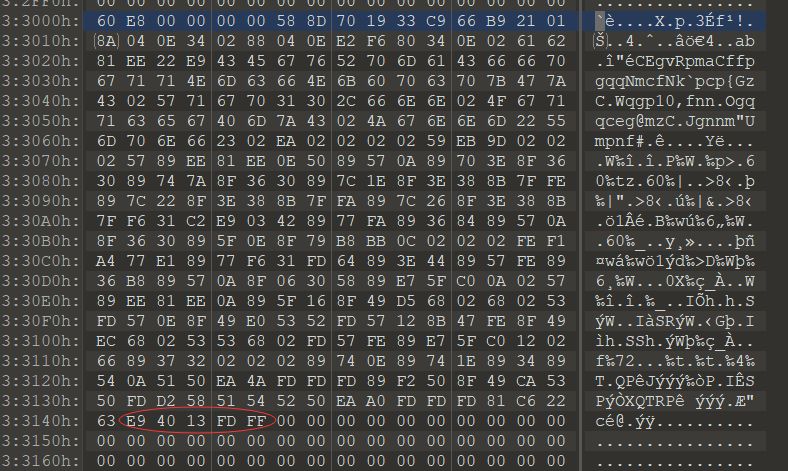 3:2FF0h: 00 00 00 00 00 00 00 00 00 00 00 00 00 00 00 00 ................
3:3000h: 60 E8 00 00 00 00 58 8D 70 19 33 C9 66 B9 21 01 `è....X.p.3Éf¹!.
3:3010h: 8A 04 0E 34 02 88 04 0E E2 F6 80 34 0E 02 61 62 Š..4.ˆ..âö€4..ab
3:3020h: 81 EE 22 E9 43 45 67 76 52 70 6D 61 43 66 66 70 .î"éCEgvRpmaCffp
3:3030h: 67 71 71 4E 6D 63 66 4E 6B 60 70 63 70 7B 47 7A gqqNmcfNk`pcp{Gz
3:3040h: 43 02 57 71 67 70 31 30 2C 66 6E 6E 02 4F 67 71 C.Wqgp10,fnn.Ogq
3:3050h: 71 63 65 67 40 6D 7A 43 02 4A 67 6E 6E 6D 22 55 qceg@mzC.Jgnnm"U
3:3060h: 6D 70 6E 66 23 02 EA 02 02 02 02 59 EB 9D 02 02 mpnf#.ê....Yë...
3:3070h: 02 57 89 EE 81 EE 0E 50 89 57 0A 89 70 3E 8F 36 .W‰î.î.P‰W.‰p>.6
3:3080h: 30 89 74 7A 8F 36 30 89 7C 1E 8F 3E 38 8B 7F FE 0‰tz.60‰|..>8‹.þ
3:3090h: 89 7C 22 8F 3E 38 8B 7F FA 89 7C 26 8F 3E 38 8B ‰|".>8‹.ú‰|&.>8‹
3:30A0h: 7F F6 31 C2 E9 03 42 89 77 FA 89 36 84 89 57 0A .ö1Âé.B‰wú‰6„‰W.
3:30B0h: 8F 36 30 89 5F 0E 8F 79 B8 BB 0C 02 02 02 FE F1 .60‰_..y¸»....þñ
3:30C0h: A4 77 E1 89 77 F6 31 FD 64 89 3E 44 89 57 FE 89 ¤wá‰wö1ýd‰>D‰Wþ‰
3:30D0h: 36 B8 89 57 0A 8F 06 30 58 89 E7 5F C0 0A 02 57 6¸‰W...0X‰ç_À..W
3:30E0h: 89 EE 81 EE 0A 89 5F 16 8F 49 D5 68 02 68 02 53 ‰î.î.‰_..IÕh.h.S
3:30F0h: FD 57 0E 8F 49 E0 53 52 FD 57 12 8B 47 FE 8F 49 ýW..IàSRýW.‹Gþ.I
3:3100h: EC 68 02 53 53 68 02 FD 57 FE 89 E7 5F C0 12 02 ìh.SSh.ýWþ‰ç_À..
3:3110h: 66 89 37 32 02 02 02 89 74 0E 89 74 1E 89 34 89 f‰72...‰t.‰t.‰4‰
3:3120h: 54 0A 51 50 EA 4A FD FD FD 89 F2 50 8F 49 CA 53 T.QPêJýýý‰òP.IÊS
3:3130h: 50 FD D2 58 51 54 52 50 EA A0 FD FD FD 81 C6 22 PýÒXQTRPê ýýý.Æ"
3:3140h: 63 E9 40 13 FD FF 00 00 00 00 00 00 00 00 00 00 cé@.ýÿ..........
3:3150h: 00 00 00 00 00 00 00 00 00 00 00 00 00 00 00 00 ................
3:3160h: 00 00 00 00 00 00 00 00 00 00 00 00 00 00 00 00 ................